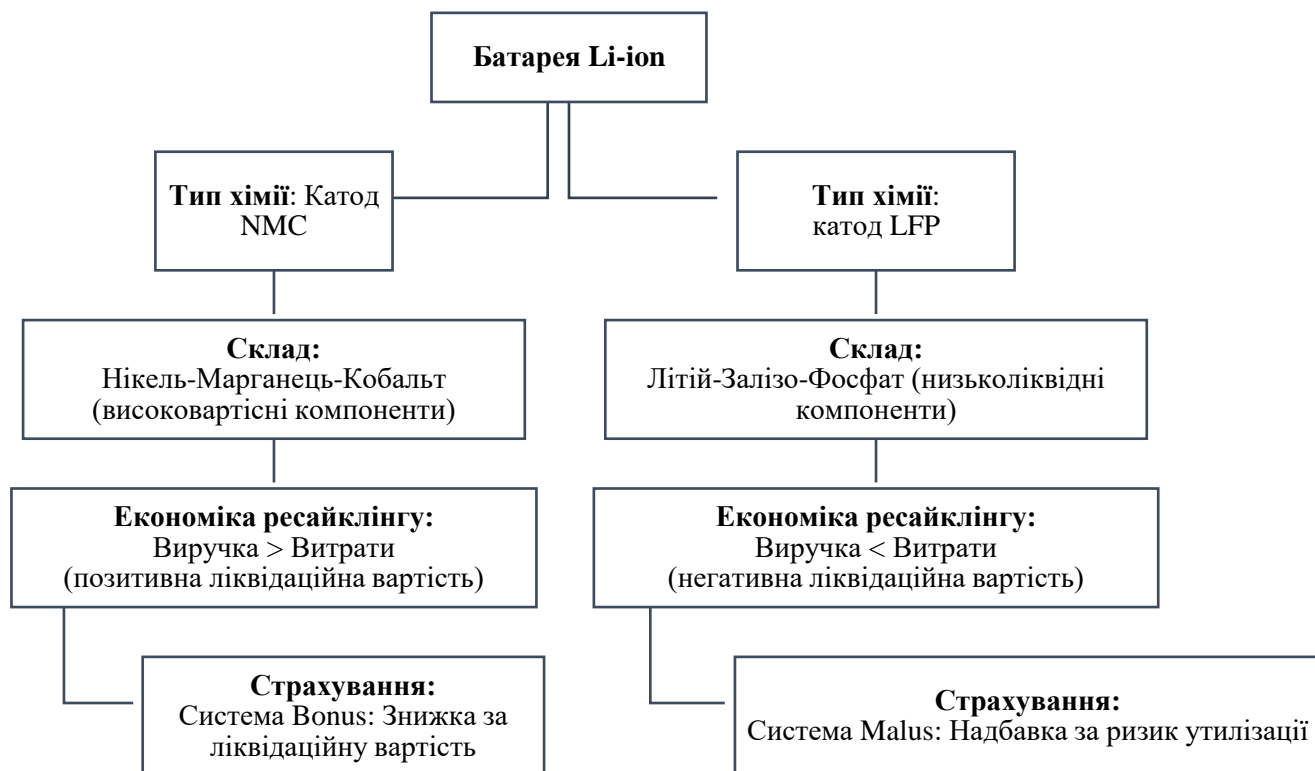 Батарея Li-ion
Тип хімії: Катод
NMC
Тип хімії:
катод LFP
Склад:
Нікель-Марганець-Кобальт
(високовартісні компоненти)
Склад:
Літій-Залізо-Фосфат (низьколіквідні
компоненти)
Економіка ресайклінгу:
Виручка > Витрати
(позитивна ліквідаційна вартість)
Економіка ресайклінгу:
Виручка < Витрати
(негативна ліквідаційна вартість)
Страхування:
Система Bonus: Знижка за
ліквідаційну вартість
Страхування:
Система Malus: Надбавка за ризик утилізації